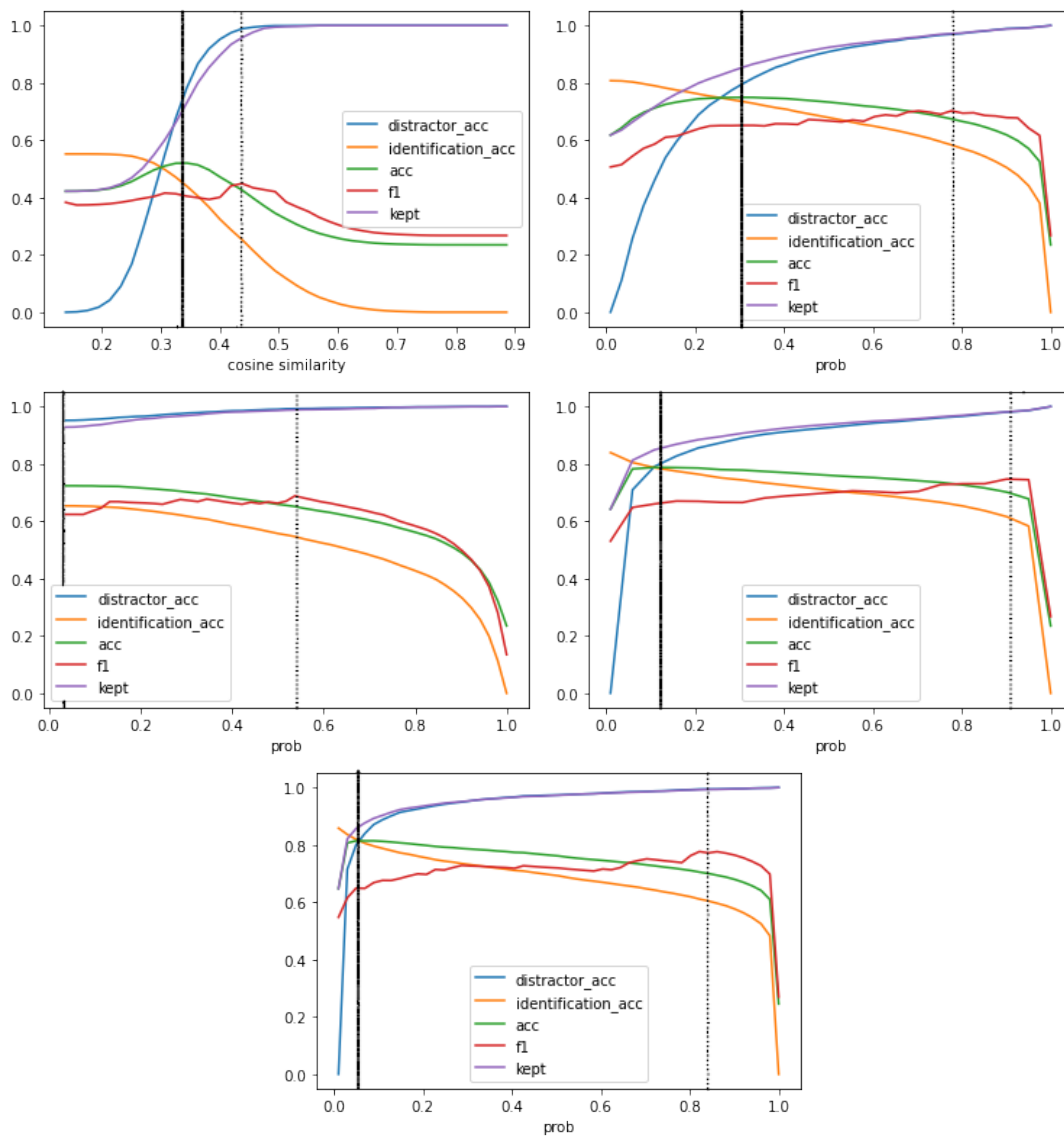 1.0
0.8
0.6
0.4
0.2
0.0
distractor_acc
identification_acc
acc
f1
kept
0.2 0.3 0.4 0.5 0.6 0.7 0.8 0.9
cosine similarity
1.0
0.8
0.6
0.4
0.2
0.0
distractor_acc
identification_acc
acc
f1
kept
0.0 0.2 0.4 0.6 0.8 1.0
prob
1.0
0.8
0.6
0.4
0.2
0.0
distractor_acc
identification_acc
acc
f1
kept
0.0 0.2 0.4 0.6 0.8 1.0
prob
1.0
0.8
0.6
0.4
0.2
0.0
distractor_acc
identification_acc
acc
f1
kept
0.0 0.2 0.4 0.6 0.8 1.0
prob
1.0
0.8
0.6
0.4
0.2
0.0
distractor_acc
identification_acc
acc
f1
kept
0.0 0.2 0.4 0.6 0.8 1.0
prob